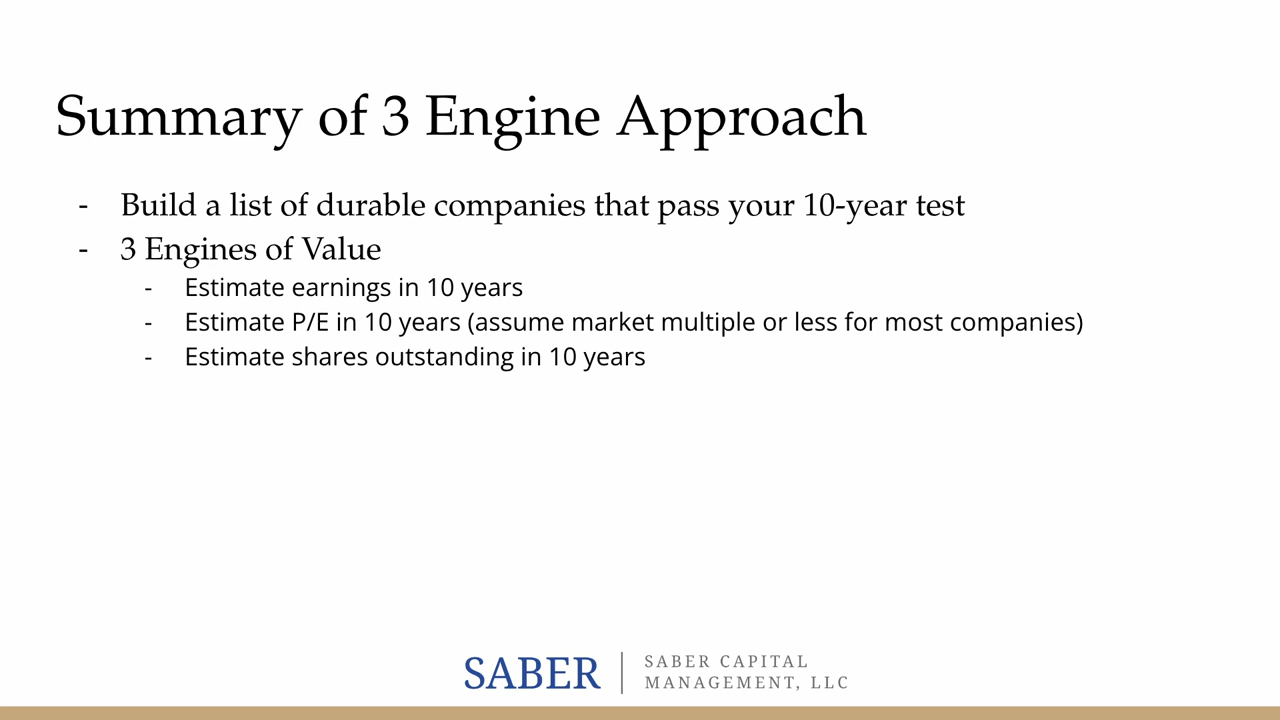 Summary of 3 Engine Approach
- Build a list of durable companies that pass your 10-year test
- 3 Engines of Value
- Estimate earnings in 10 years
- Estimate P/E in 10 years (assume market multiple or less for most companies)
- Estimate shares outstanding in 10 years
SABER
SABER CAPITAL
MANAGEMENT, LLC